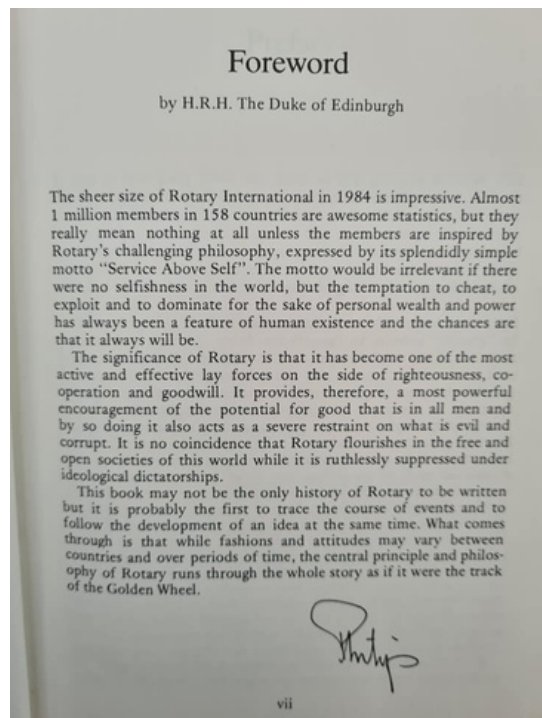 Foreword
by H.R.H. The Duke of Edinburgh
The sheer size of Rotary International in 1984 is impressive. Almost
1 million members in 158 countries are awesome statistics, but they
really mean nothing at all unless the members are inspired by
Rotary's challenging philosophy, expressed by its splendidly simple
motto "Service Above Self". The motto would be irrelevant if there
were no selfishness in the world, but the temptation to cheat, to
exploit and to dominate for the sake of personal wealth and power
has always been a feature of human existence and the chances are
that it always will be.
The significance of Rotary is that it has become one of the most
active and effective lay forces on the side of righteousness, co-
operation and goodwill. It provides, therefore, a most powerful
encouragement of the potential for good that is in all men and
by so doing it also acts as a severe restraint on what is evil and
corrupt. It is no coincidence that Rotary flourishes in the free and
open societies of this world while it is ruthlessly suppressed under
ideological dictatorships.
This book may not be the only history of Rotary to be written
but it is probably the first to trace the course of events and to
follow the development of an idea at the same time. What comes
through is that while fashions and attitudes may vary between
countries and over periods of time, the central principle and philos-
ophy of Rotary runs through the whole story as if it were the track
of the Golden Wheel.
Philip
vii